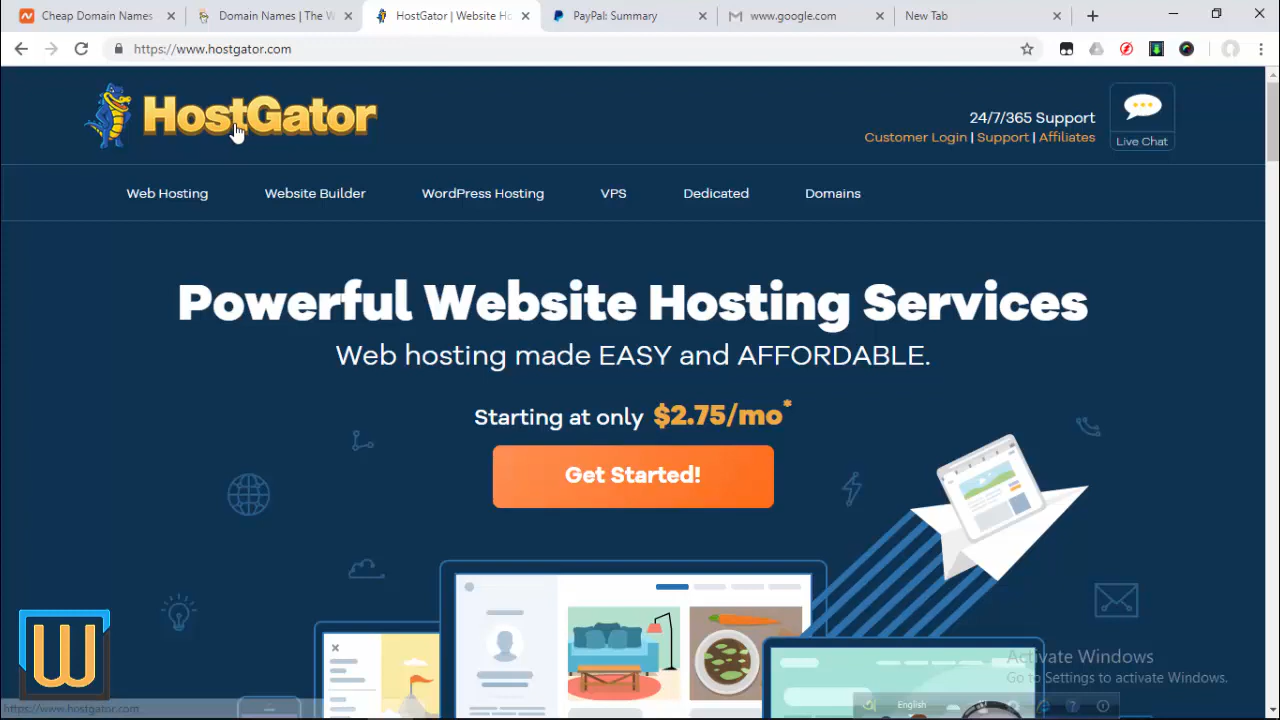 Cheap Domain Names
Domain Names | The W
HostGator | Website Ho
PayPal: Summary
www.google.com
New Tab
https://www.hostgator.com
HostGator
24/7/365 Support
Customer Login | Support | Affiliates
Live Chat
Web Hosting
Website Builder
WordPress Hosting
VPS
Dedicated
Domains
Powerful Website Hosting Services
Web hosting made EASY and AFFORDABLE.
Starting at only $2.75/mo*
Get Started!
W
Activate Windows
Go to Settings to activate Windows.
https://www.hostgator.com
English